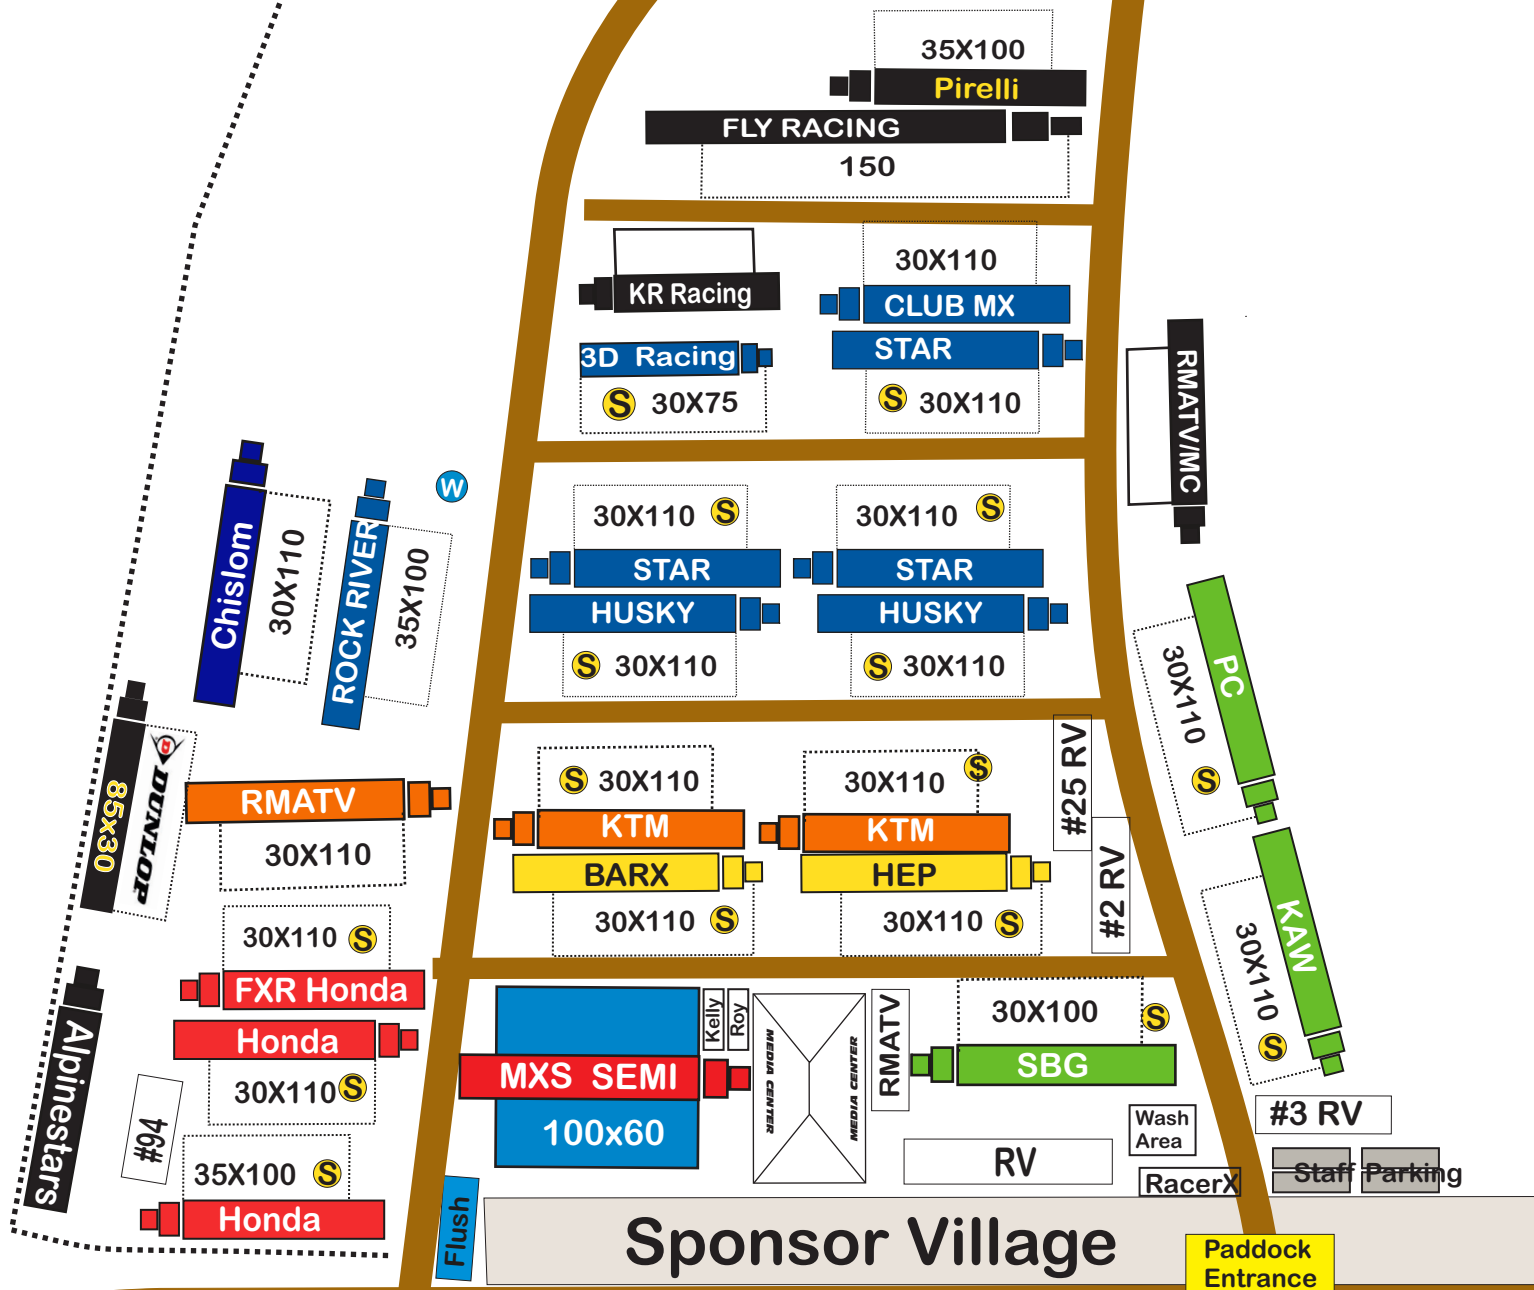 35X100
Pirelli
FLY RACING
150
30X110
KR Racing
CLUB MX
3D Racing
STAR
S 30X75
S 30X110
RMATV/MC
W
30X110 S
30X110 S
STAR
STAR
HUSKY
HUSKY
S 30X110
S 30X110
Chislom
30X110
ROCK RIVER
35X100
PC
30X110
S
85x30
DUNLOP
RMATV
30X110
S 30X110
30X110 S
#25 RV
KTM
KTM
BARX
HEP
#2 RV
30X110 S
30X110 S
KAW
30X110
S
30X110 S
FXR Honda
Honda
30X110 S
Alpinestars
#94
35X100 S
Honda
Kelly
Roy
MXS SEMI
100x60
MEDIA CENTER
MEDIA CENTER
RMATV
30X100 S
SBG
Wash
Area
#3 RV
RV
RacerX
Staff Parking
Flush
Sponsor Village
Paddock
Entrance